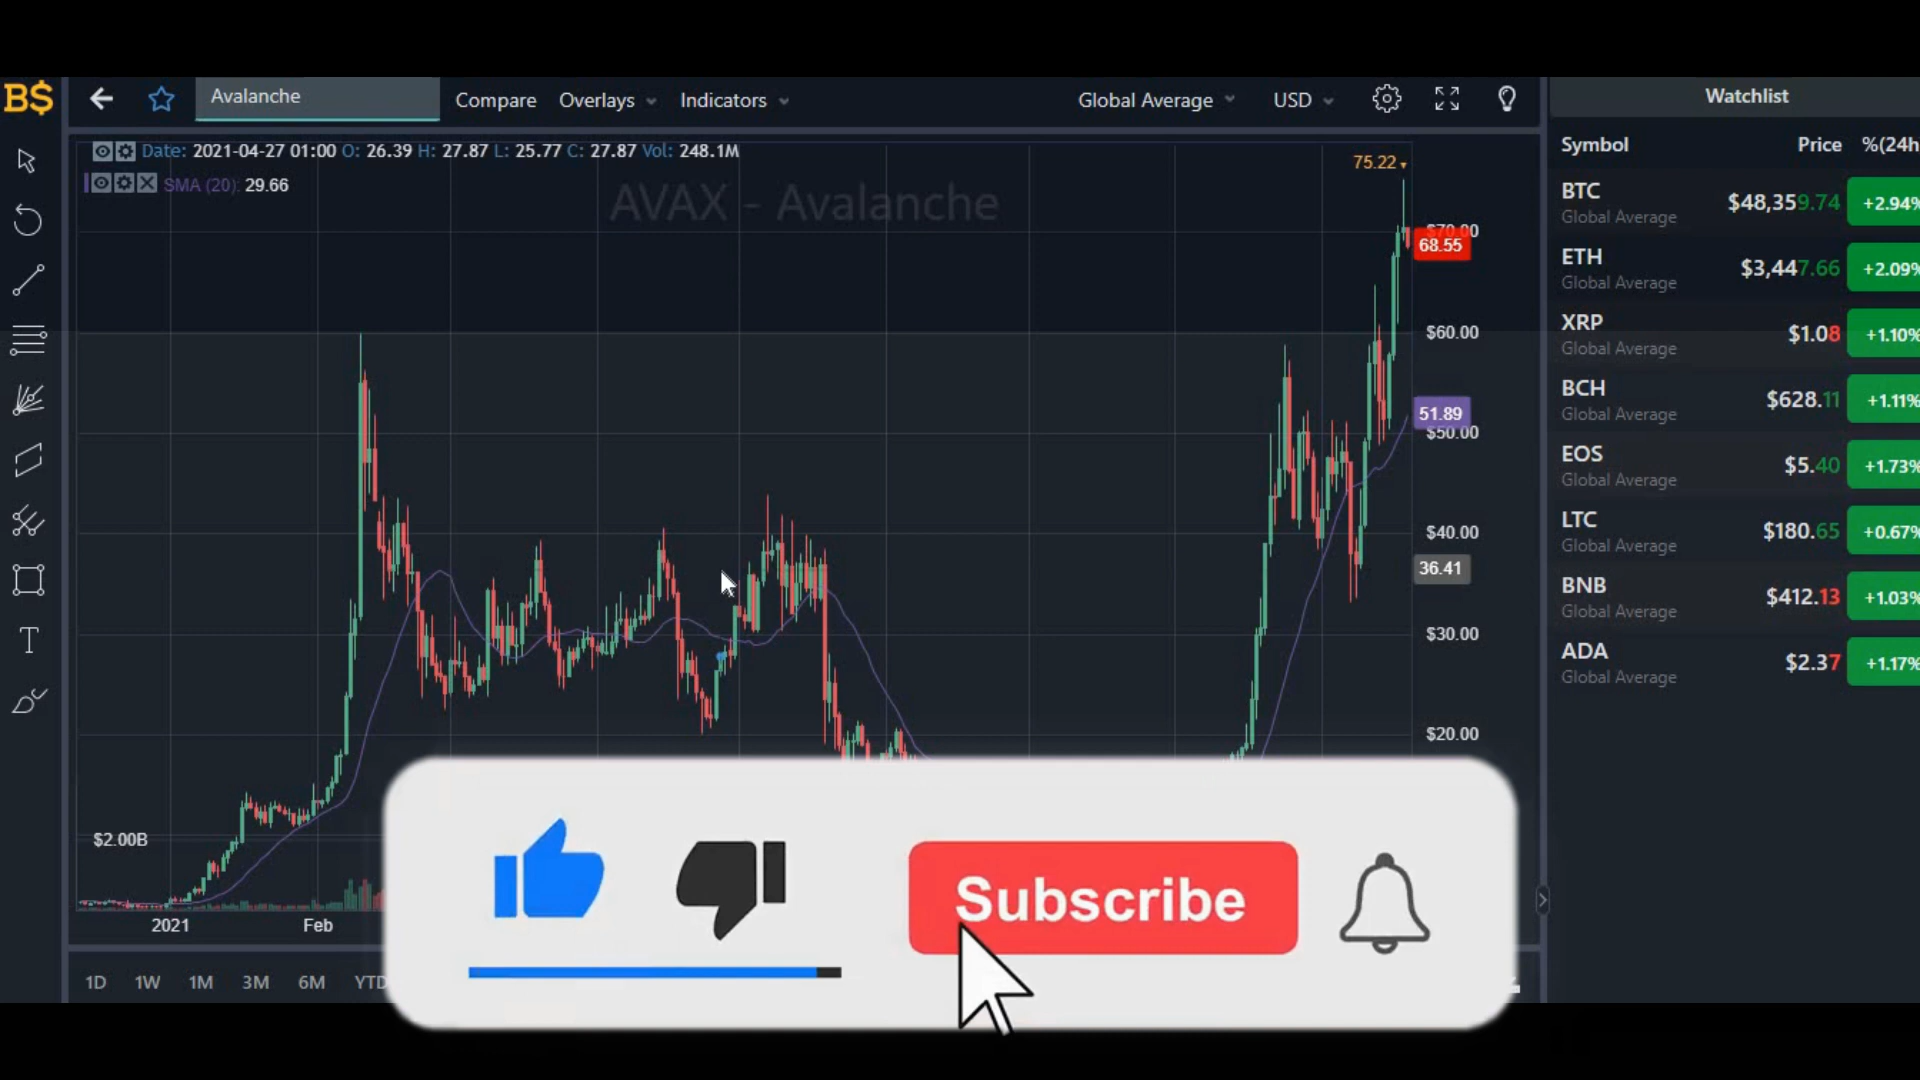 B$
Avalanche
Compare
Overlays
Indicators
Global Average
USD
Watchlist
Date: 2021-04-27 01:00 O: 26.39 H: 27.87 L: 25.77 C: 27.87 Vol: 248.1M
SMA (20): 29.66
AVAX - Avalanche
75.22
$70.00
68.55
$60.00
51.89
$50.00
$40.00
36.41
$30.00
$20.00
$2.00B
2021
Feb
1D 1W 1M 3M 6M YTD
Symbol Price %(24h
BTC $48,359.74 +2.94%
Global Average
ETH $3,447.66 +2.09%
Global Average
XRP $1.08 +1.10%
Global Average
BCH $628.11 +1.11%
Global Average
EOS $5.40 +1.73%
Global Average
LTC $180.65 +0.67%
Global Average
BNB $412.13 +1.03%
Global Average
ADA $2.37 +1.17%
Global Average
Subscribe